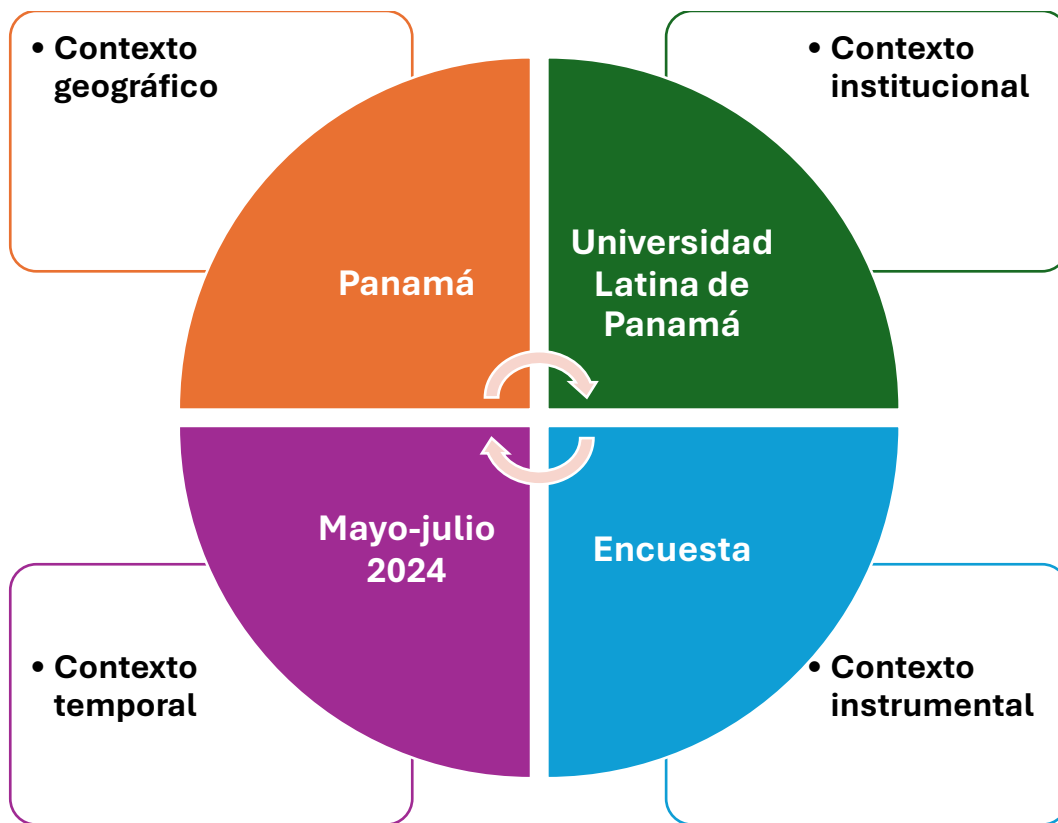 • Contexto
geográfico
• Contexto
institucional
Panamá
Universidad
Latina de
Panamá
Mayo-julio
2024
Encuesta
• Contexto
temporal
• Contexto
instrumental